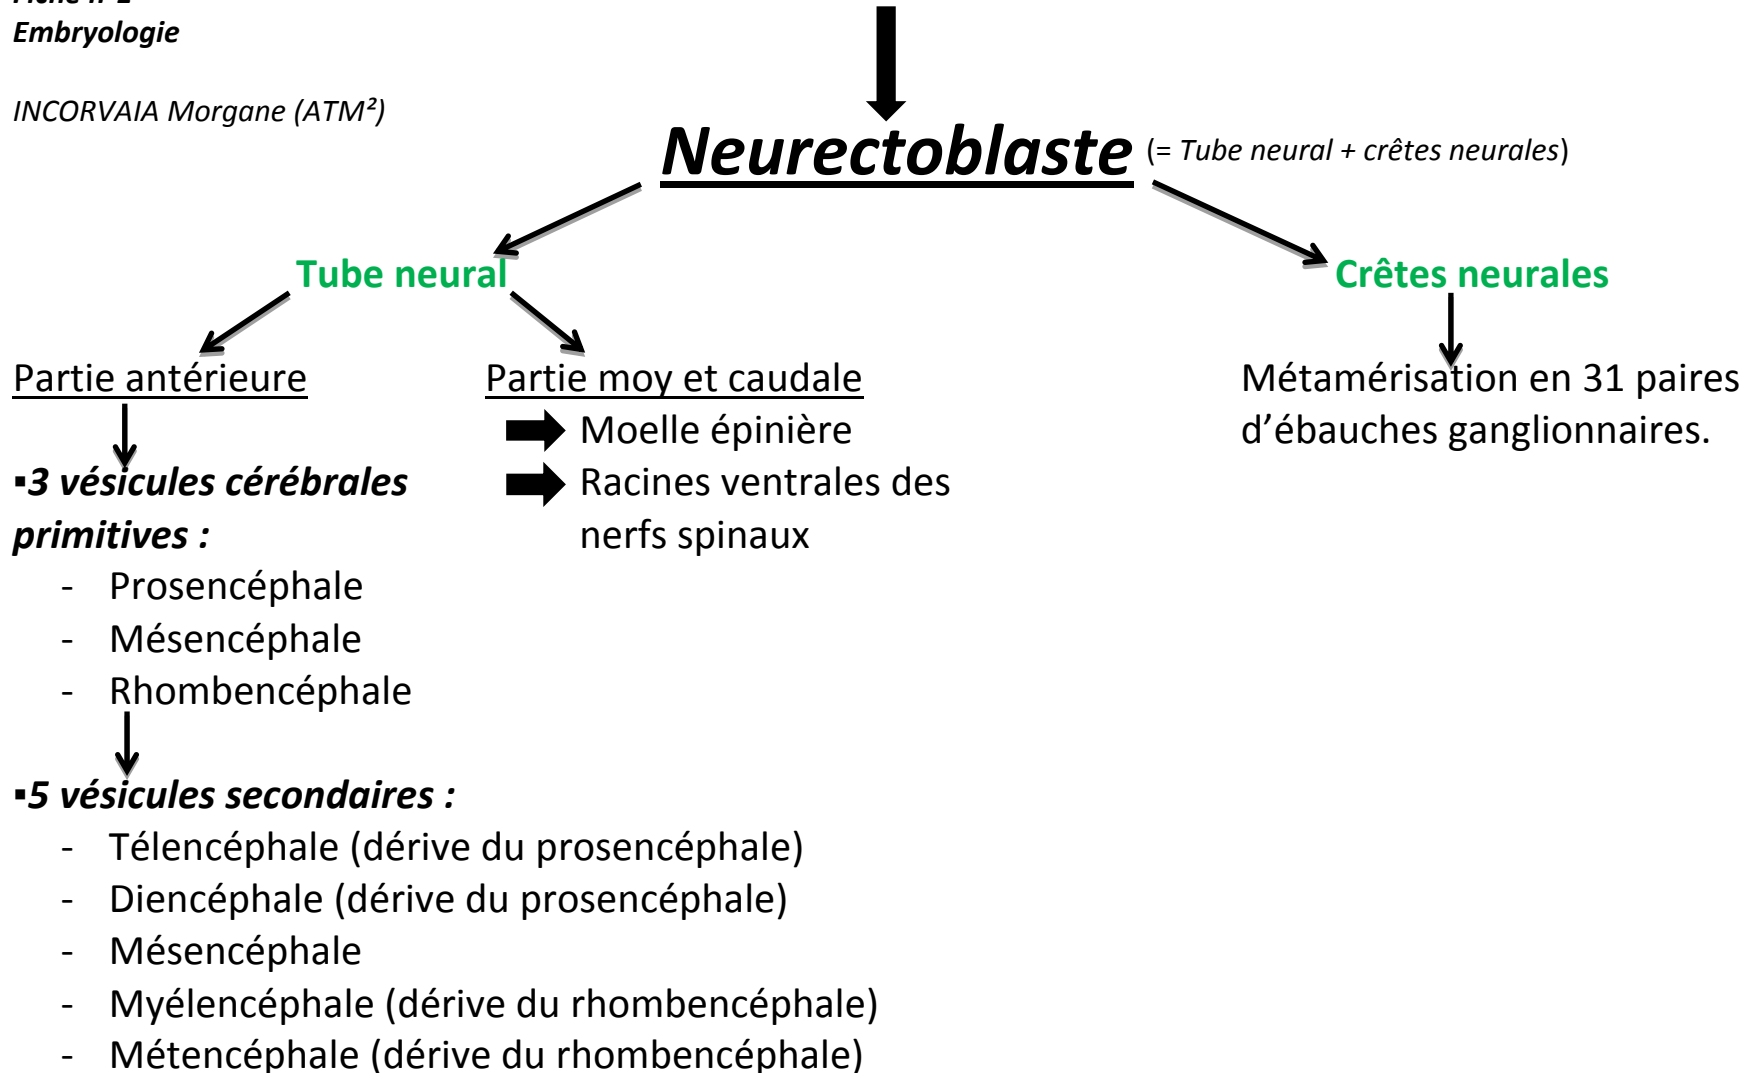 Fiche n°1
Embryologie
INCORVAIA Morgane (ATM²)
Neurectoblaste (= Tube neural + crêtes neurales)
Tube neural
Crêtes neurales
Partie antérieure
Partie moy et caudale
Métamérisation en 31 paires
d’ébauches ganglionnaires.
Moelle épinière
Racines ventrales des
nerfs spinaux
▪3 vésicules cérébrales
primitives :
- Prosencéphale
- Mésencéphale
- Rhombencéphale
▪5 vésicules secondaires :
- Télencéphale (dérive du prosencéphale)
- Diencéphale (dérive du prosencéphale)
- Mésencéphale
- Myélencéphale (dérive du rhombencéphale)
- Métencéphale (dérive du rhombencéphale)